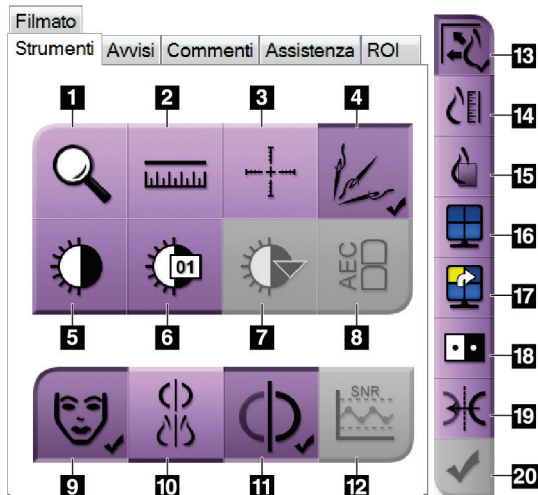 Filmato
Strumenti Avvisi Commenti Assistenza ROI
1 2 3 4
01
AEC
5 6 7 8
SNR
9 10 11 12
13
14
15
16
17
18
19
20